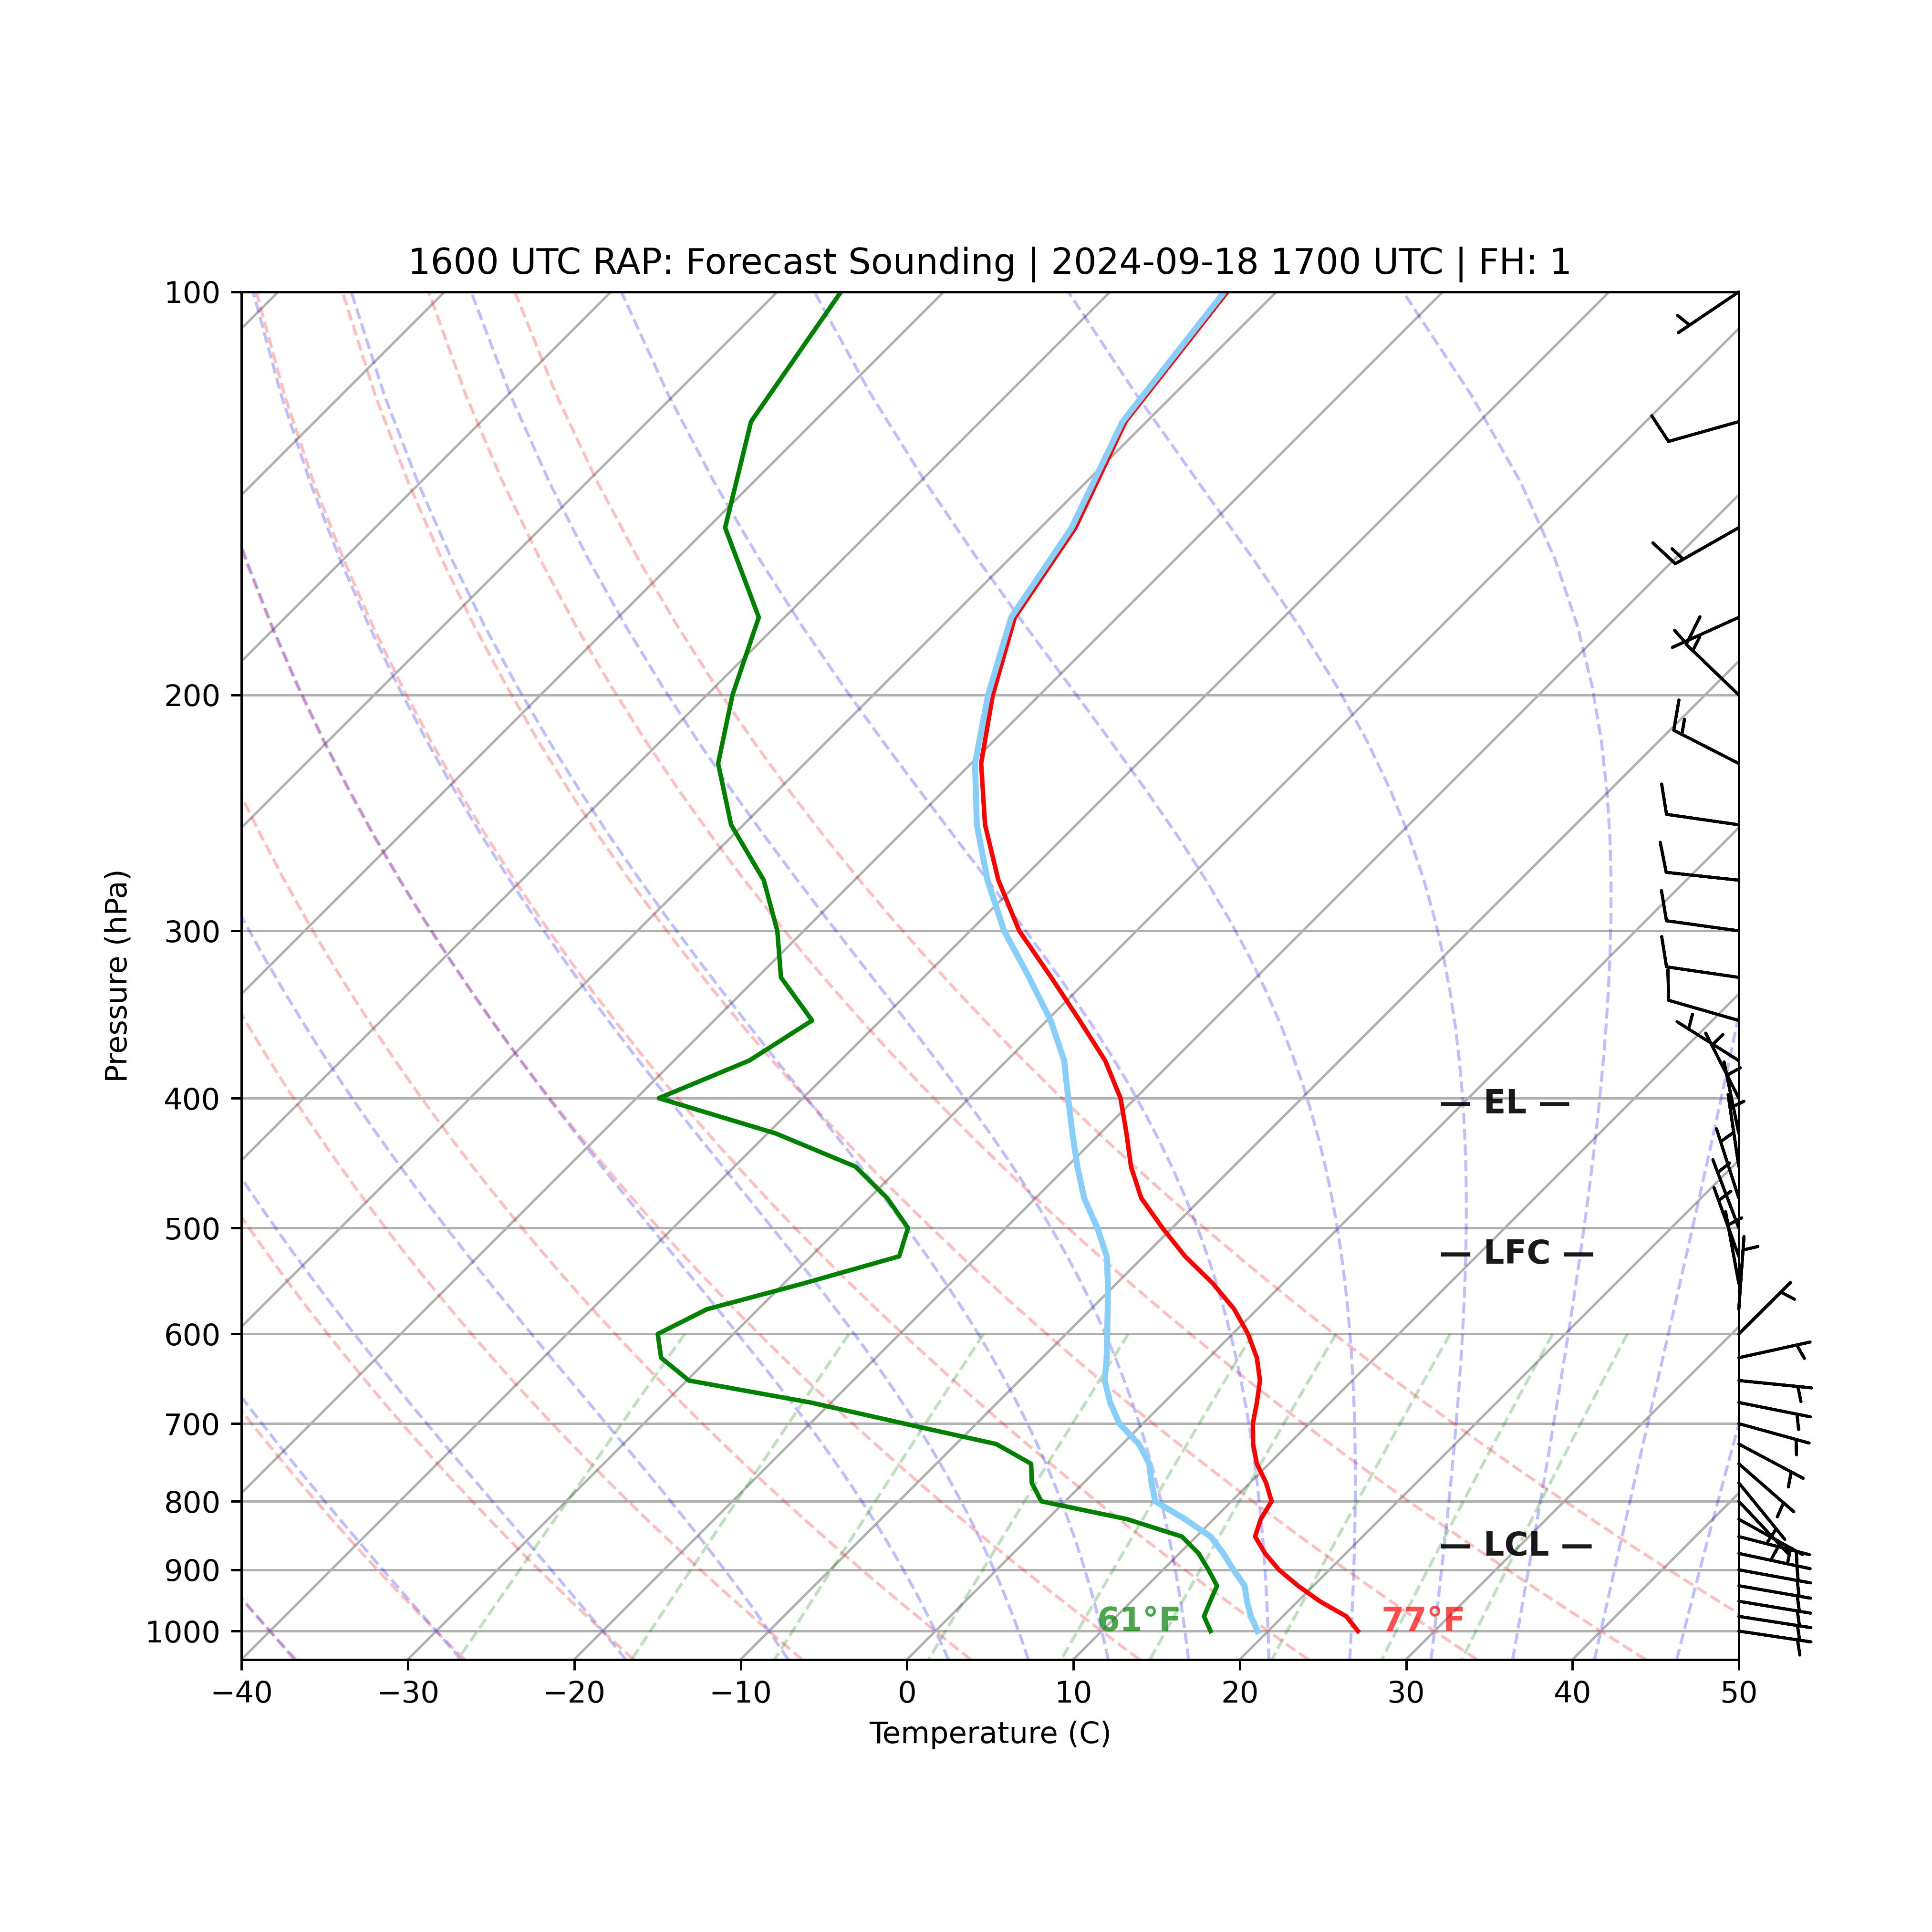 1600 UTC RAP: Forecast Sounding | 2024-09-18 1700 UTC | FH: 1
100
200
300
400
500
600
700
800
900
1000
Pressure (hPa)
— EL —
— LFC —
— LCL —
61°F
77°F
−40 −30 −20 −10 0 10 20 30 40 50
Temperature (C)